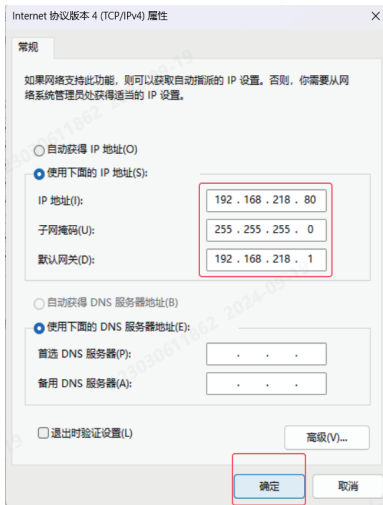 Internet 协议版本 4 (TCP/IPv4) 属性
常规
如果网络支持此功能，则可以获取自动指派的 IP 设置。否则，你需要从网
络系统管理员处获得适当的 IP 设置。
自动获得 IP 地址(O)
使用下面的 IP 地址(S):
IP 地址(I): 192 . 168 . 218 . 80
子网掩码(U): 255 . 255 . 255 . 0
默认网关(D): 192 . 168 . 218 . 1
自动获得 DNS 服务器地址(B)
使用下面的 DNS 服务器地址(E):
首选 DNS 服务器(P): . . .
备用 DNS 服务器(A): . . .
退出时验证设置(L)
高级(V)...
确定 取消
23030611862 2024-09-19